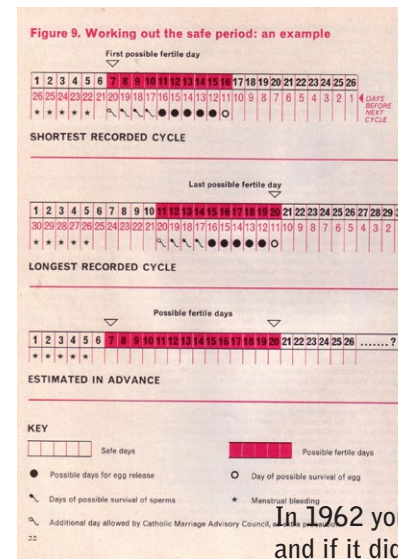 Figure 9. Working out the safe period: an example
First possible fertile day
1 2 3 4 5 6 7 8 9 10 11 12 13 14 15 16 17 18 19 20 21 22 23 24 25 26
26 25 24 23 22 21 20 19 18 17 16 15 14 13 12 11 10 9 8 7 6 5 4 3 2 1 DAYS BEFORE NEXT CYCLE
SHORTEST RECORDED CYCLE
Last possible fertile day
1 2 3 4 5 6 7 8 9 10 11 12 13 14 15 16 17 18 19 20 21 22 23 24 25 26 27 28 29
30 29 28 27 26 25 24 23 22 21 20 19 18 17 16 15 14 13 12 11 10 9 8 7 6 5 4 3 2
LONGEST RECORDED CYCLE
Possible fertile days
1 2 3 4 5 6 7 8 9 10 11 12 13 14 15 16 17 18 19 20 21 22 23 24 25 26 .......?
ESTIMATED IN ADVANCE
KEY
Safe days
Possible fertile days
Possible days for egg release
Day of possible survival of egg
Days of possible survival of sperms
Menstrual bleeding
Additional day allowed by Catholic Marriage Advisory Council, as extra precaution
22
In 1962 yo
and if it did